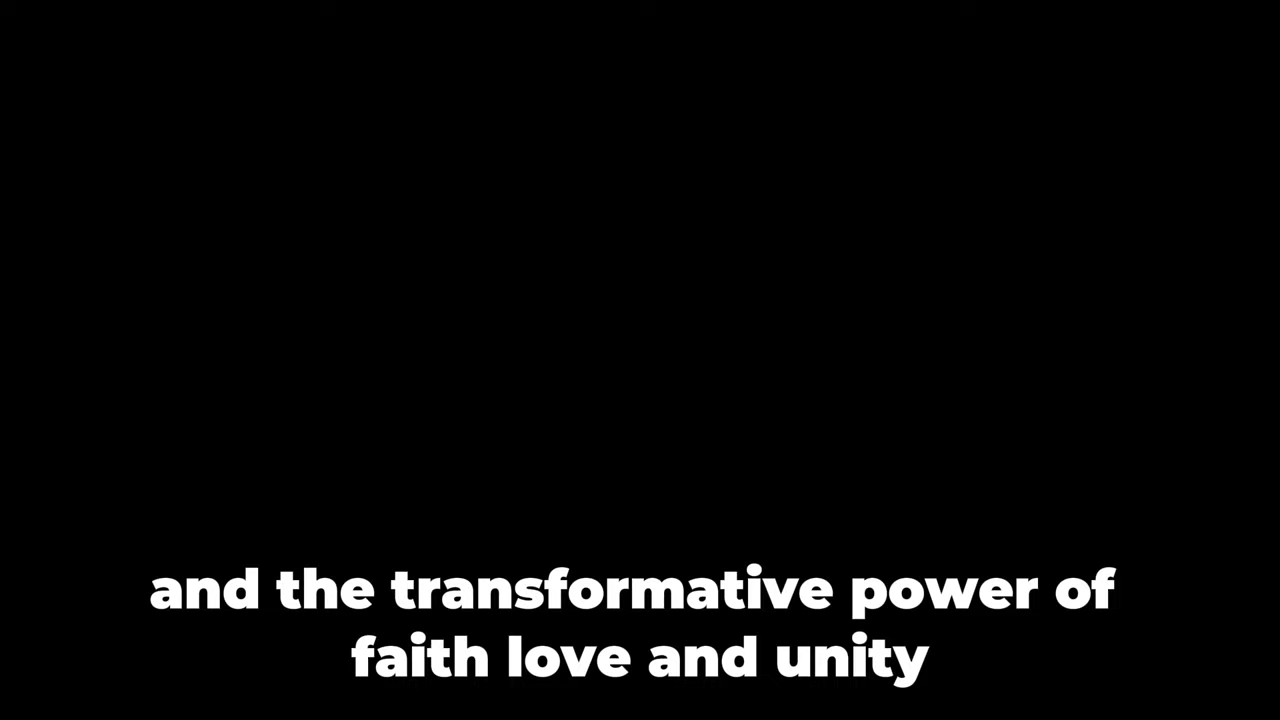 and the transformative power of
faith love and unity